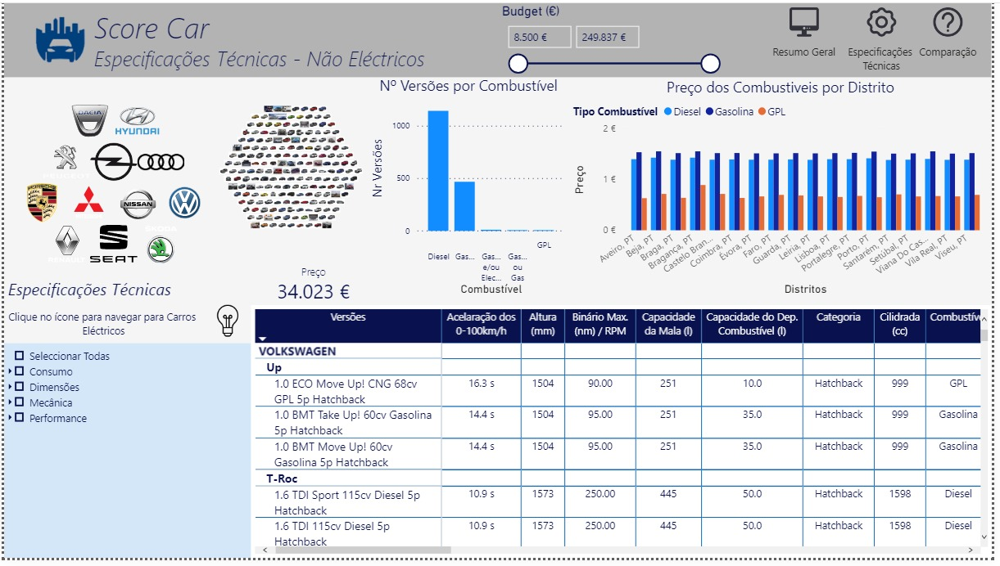 Score Car
Especificações Técnicas - Não Eléctricos
Budget (€)
8.500 €
249.837 €
Resumo Geral
Especificações
Técnicas
Comparação
DACIA
HYUNDAI
PEUGEOT
PORSCHE
NISSAN
RENAULT
SEAT
ŠKODA
Nº Versões por Combustível
Nr Versões
1000
500
0
Diesel
Gas...
Gas...
e/ou
Elec...
Gas...
ou
Gas
GPL
Combustível
Preço dos Combustiveis por Distrito
Tipo Combustível Diesel Gasolina GPL
Preço
2 €
1 €
0 €
Aveiro, PT
Beja, PT
Braga, PT
Bragança, PT
Castelo Bran...
Coimbra, PT
Évora, PT
Faro, PT
Guarda, PT
Leiria, PT
Lisboa, PT
Portalegre, PT
Porto, PT
Santarém, PT
Setubal, PT
Viana Do Cas...
Vila Real, PT
Viseu, PT
Distritos
Preço
34.023 €
Especificações Técnicas
Clique no ícone para navegar para Carros
Eléctricos
Seleccionar Todas
Consumo
Dimensões
Mecânica
Performance
Versões Acelaração dos 0-100km/h Altura (mm) Binário Max. (nm) / RPM Capacidade da Mala (l) Capacidade do Dep. Combustível (l) Categoria Cilidrada (cc) Combustíve
VOLKSWAGEN
Up
1.0 ECO Move Up! CNG 68cv 16.3 s 1504 90.00 251 10.0 Hatchback 999 GPL
GPL 5p Hatchback
1.0 BMT Take Up! 60cv Gasolina 14.4 s 1504 95.00 251 35.0 Hatchback 999 Gasolina
5p Hatchback
1.0 BMT Move Up! 60cv 14.4 s 1504 95.00 251 35.0 Hatchback 999 Gasolina
Gasolina 5p Hatchback
T-Roc
1.6 TDI Sport 115cv Diesel 5p 10.9 s 1573 250.00 445 50.0 Hatchback 1598 Diesel
Hatchback
1.6 TDI 115cv Diesel 5p 10.9 s 1573 250.00 445 50.0 Hatchback 1598 Diesel
Hatchback